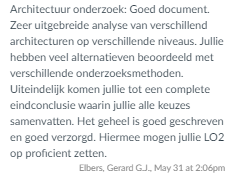 Architectuur onderzoek: Goed document.
Zeer uitgebreide analyse van verschillend
architecturen op verschillende niveaus. Jullie
hebben veel alternatieven beoordeeld met
verschillende onderzoeksmethoden.
Uiteindelijk komen jullie tot een complete
eindconclusie waarin jullie alle keuzes
samenvatten. Het geheel is goed geschreven
en goed verzorgd. Hiermee mogen jullie LO2
op proficient zetten.
Elbers, Gerard G.J., May 31 at 2:06pm